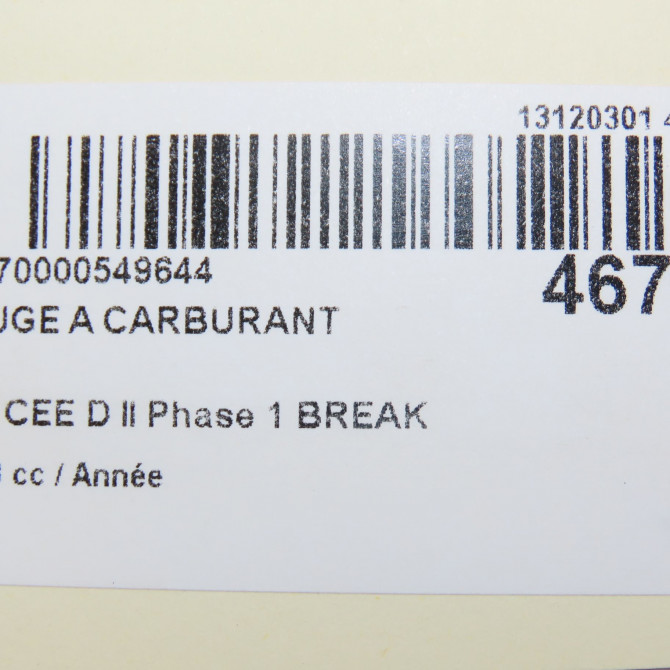 13120301 4
70000549644
467
UGE A CARBURANT
CEE D II Phase 1 BREAK
cc / Année